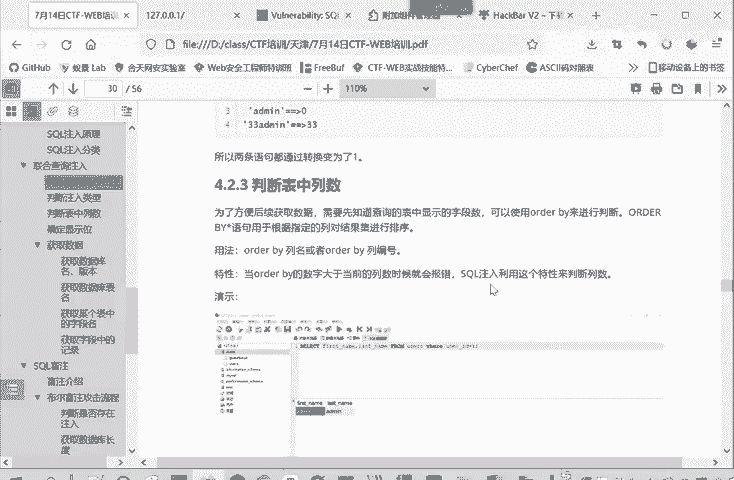 7月14日CTF-WEB培训
127.0.0.1/
Vulnerability: SQL
附加组件管理器
HackBar V2 – 下载
file:///D:/class/CTF培训/天津/7月14日CTF-WEB培训.pdf
GitHub
蚁景 Lab
合天网安实验室
Web安全工程师特训班
FreeBuf
CTF-WEB实战技能特...
CyberChef
ASCII码对照表
移动设备上的书签
30 / 56
110%
SQL注入原理
SQL注入分类
联合查询注入
判断注入类型
判断表中列数
确定显示位
获取数据
获取数据库
名、版本
获取数据库表
名
获取某个表中
的字段名
获取字段中的
记录
SQL盲注
盲注介绍
布尔盲注攻击流程
判断是否存在
注入
获取数据库长
度
3 'admin'==>0
4 '33admin'==>33
所以两条语句都通过转换变为了1。
4.2.3 判断表中列数
为了方便后续获取数据，需要先知道查询的表中显示的字段数，可以使用order by来进行判断。ORDER
BY*语句用于根据指定的列对结果集进行排序。
用法：order by 列名或者order by 列编号。
特性：当order by的数字大于当前的列数时候就会报错，SQL注入利用这个特性来判断列数。
演示：
SELECT first_name,last_name FROM users where user_id=1;
first_name last_name
admin